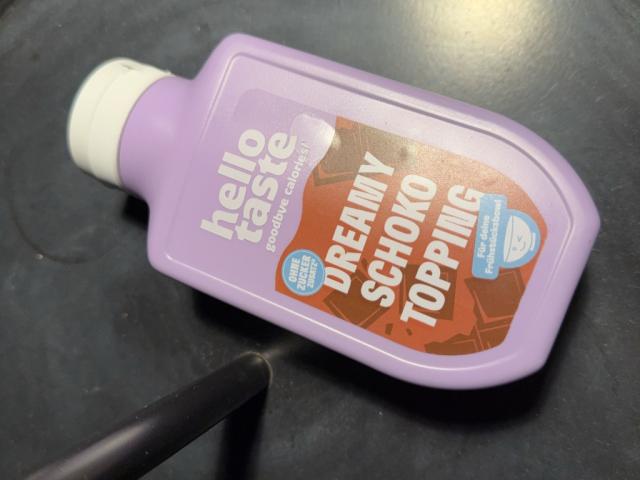 hello
taste
goodbye calories!
DREAMY
SCHOKO
TOPPING
OHNE
ZUCKER
ZUSATZ*
Für deine
Frühstücksbowl